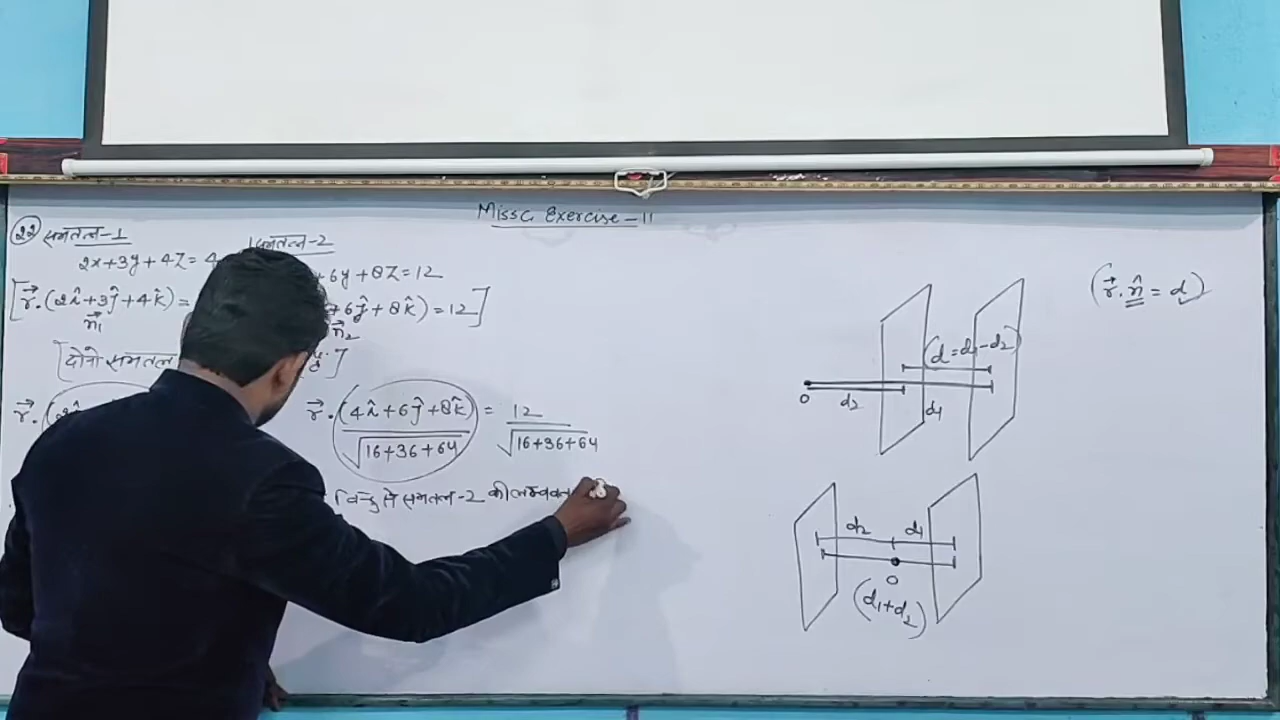 Missc. Exercise-11
22 समतल-1
समतल-2
2x+3y+4z=4
+6y+8z=12
[r⃗.(2î+3ĵ+4k̂)=
+6ĵ+8k̂)=12]
n⃗₁
n⃗₂
[दोनो समतल
]
r⃗.(2î
r⃗.(4î+6ĵ+8k̂)/√16+36+64 = 12/√16+36+64
बिन्दु से समतल-2 की लम्बवत
(r⃗.n̂=d)
(d=d₁-d₂)
O
d₂
d₁
d₂
d₁
O
(d₁+d₂)